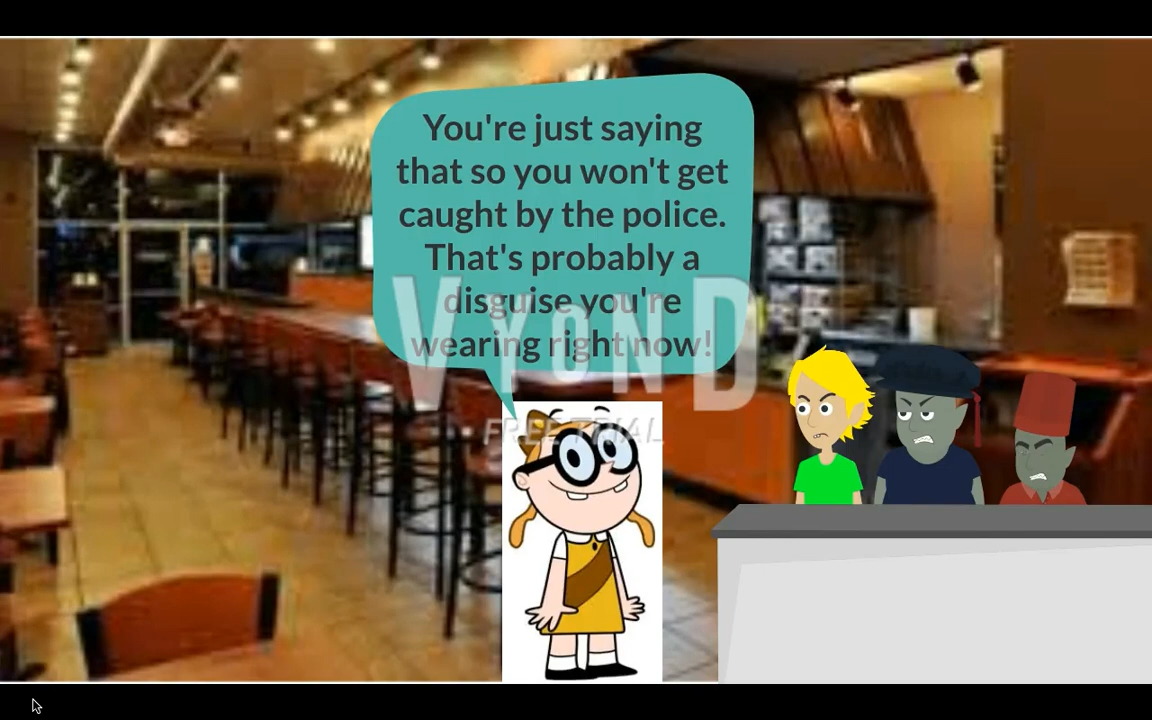 You're just saying
that so you won't get
caught by the police.
That's probably a
disguise you're
wearing right now!
VYOND
FREE TRIAL